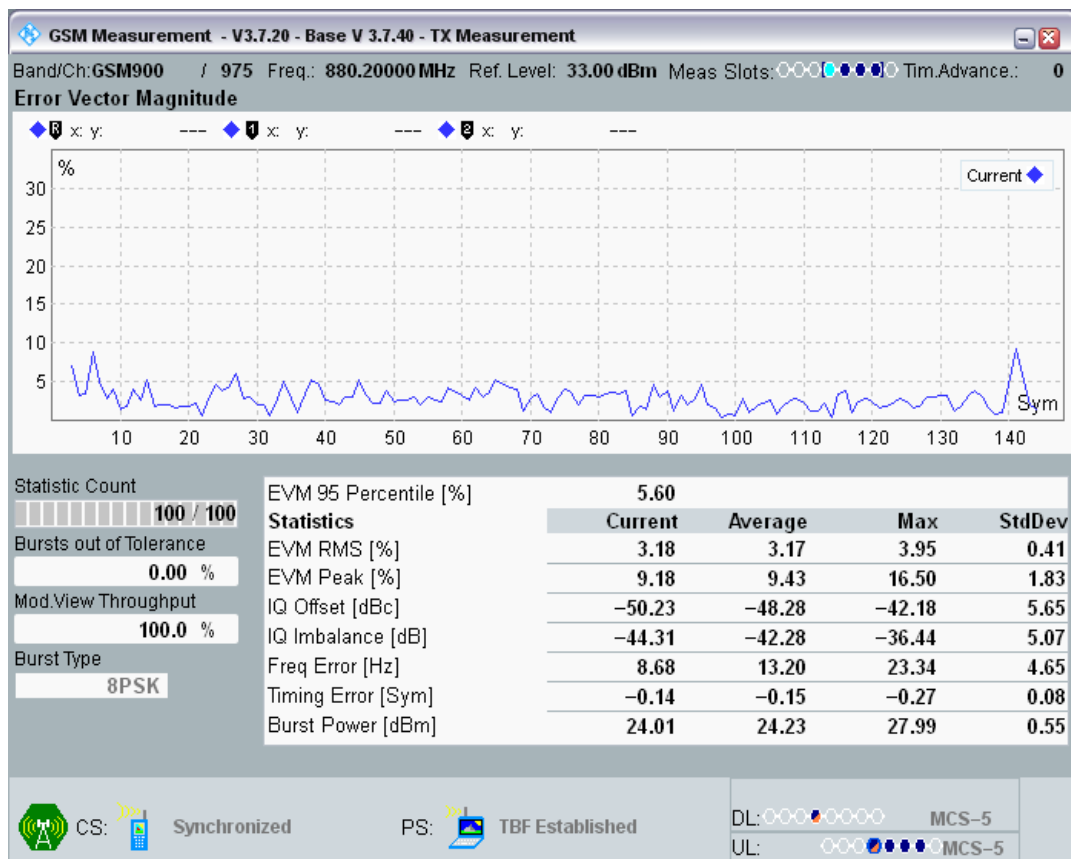 GSM Measurement - V3.7.20 - Base V 3.7.40 - TX Measurement
Band/Ch:GSM900 / 975 Freq.: 880.20000 MHz Ref. Level: 33.00 dBm Meas Slots: Tim.Advance.: 0
Error Vector Magnitude
R x: y: --- 1 x: y: --- 2 x: y: ---
%
Current
30
25
20
15
10
5
Sym
10 20 30 40 50 60 70 80 90 100 110 120 130 140
Statistic Count
100 / 100
Bursts out of Tolerance
0.00 %
Mod.View Throughput
100.0 %
Burst Type
8PSK
EVM 95 Percentile [%] 5.60
Statistics Current Average Max StdDev
EVM RMS [%] 3.18 3.17 3.95 0.41
EVM Peak [%] 9.18 9.43 16.50 1.83
IQ Offset [dBc] −50.23 −48.28 −42.18 5.65
IQ Imbalance [dB] −44.31 −42.28 −36.44 5.07
Freq Error [Hz] 8.68 13.20 23.34 4.65
Timing Error [Sym] −0.14 −0.15 −0.27 0.08
Burst Power [dBm] 24.01 24.23 27.99 0.55
CS: Synchronized PS: TBF Established
DL: MCS−5
UL: MCS−5